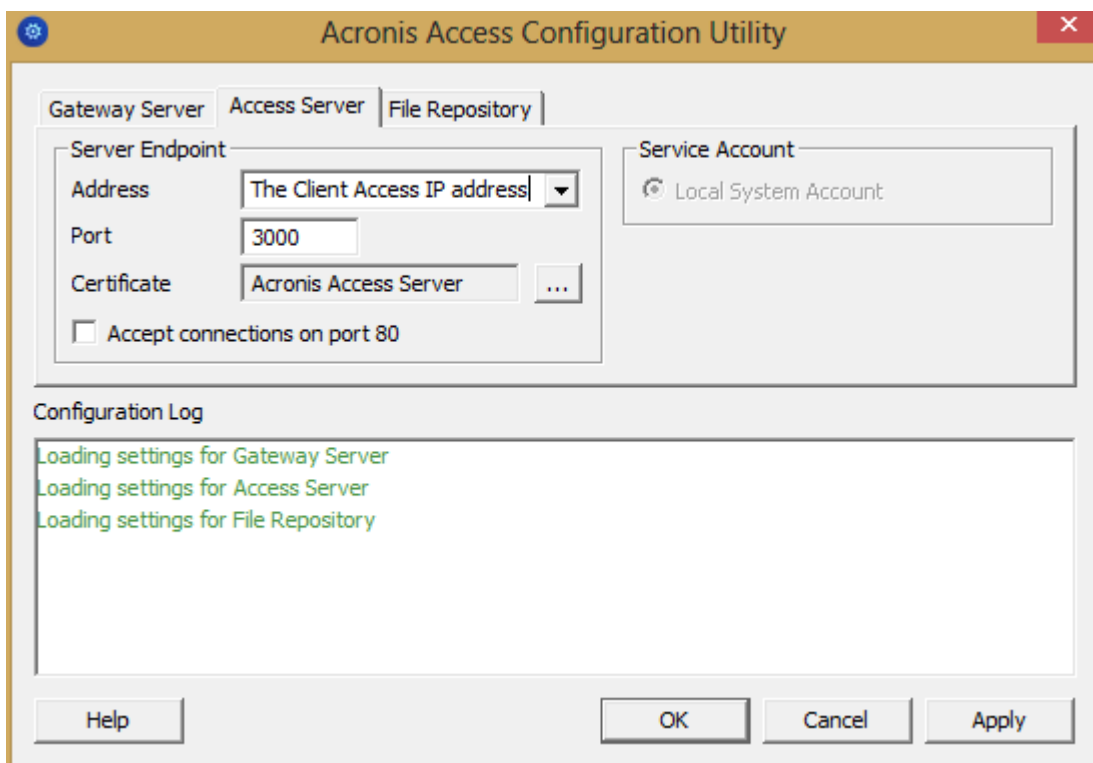 Acronis Access Configuration Utility
Gateway Server
Access Server
File Repository
Server Endpoint
Address
The Client Access IP address
Port
3000
Certificate
Acronis Access Server
...
Accept connections on port 80
Service Account
Local System Account
Configuration Log
Loading settings for Gateway Server
Loading settings for Access Server
Loading settings for File Repository
Help
OK
Cancel
Apply